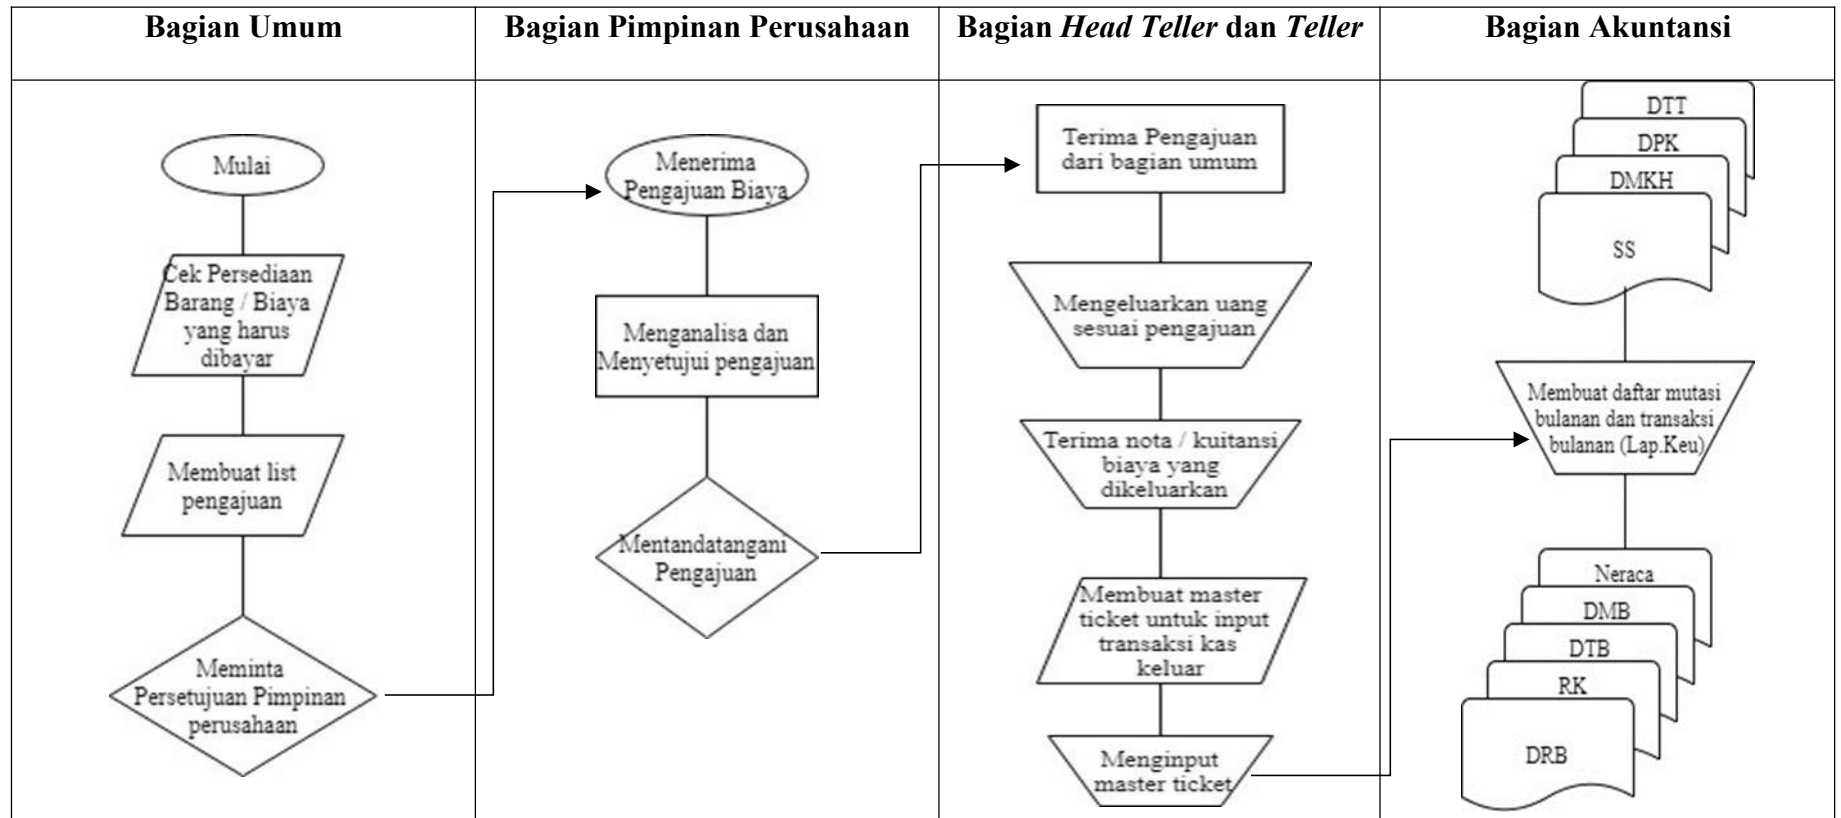 Bagian Umum
Bagian Pimpinan Perusahaan
Bagian Head Teller dan Teller
Bagian Akuntansi
Mulai
Cek Persediaan
Barang / Biaya
yang harus
dibayar
Membuat list
pengajuan
Meminta
Persetujuan Pimpinan
perusahaan
Menerima
Pengajuan Biaya
Menganalisa dan
Menyetujui pengajuan
Mentandatangani
Pengajuan
Terima Pengajuan
dari bagian umum
Mengeluarkan uang
sesuai pengajuan
Terima nota / kuitansi
biaya yang
dikeluarkan
Membuat master
ticket untuk input
transaksi kas
keluar
Menginput
master ticket
DTT
DPK
DMKH
SS
Membuat daftar mutasi
bulanan dan transaksi
bulanan (Lap.Keu)
Neraca
DMB
DTB
RK
DRB